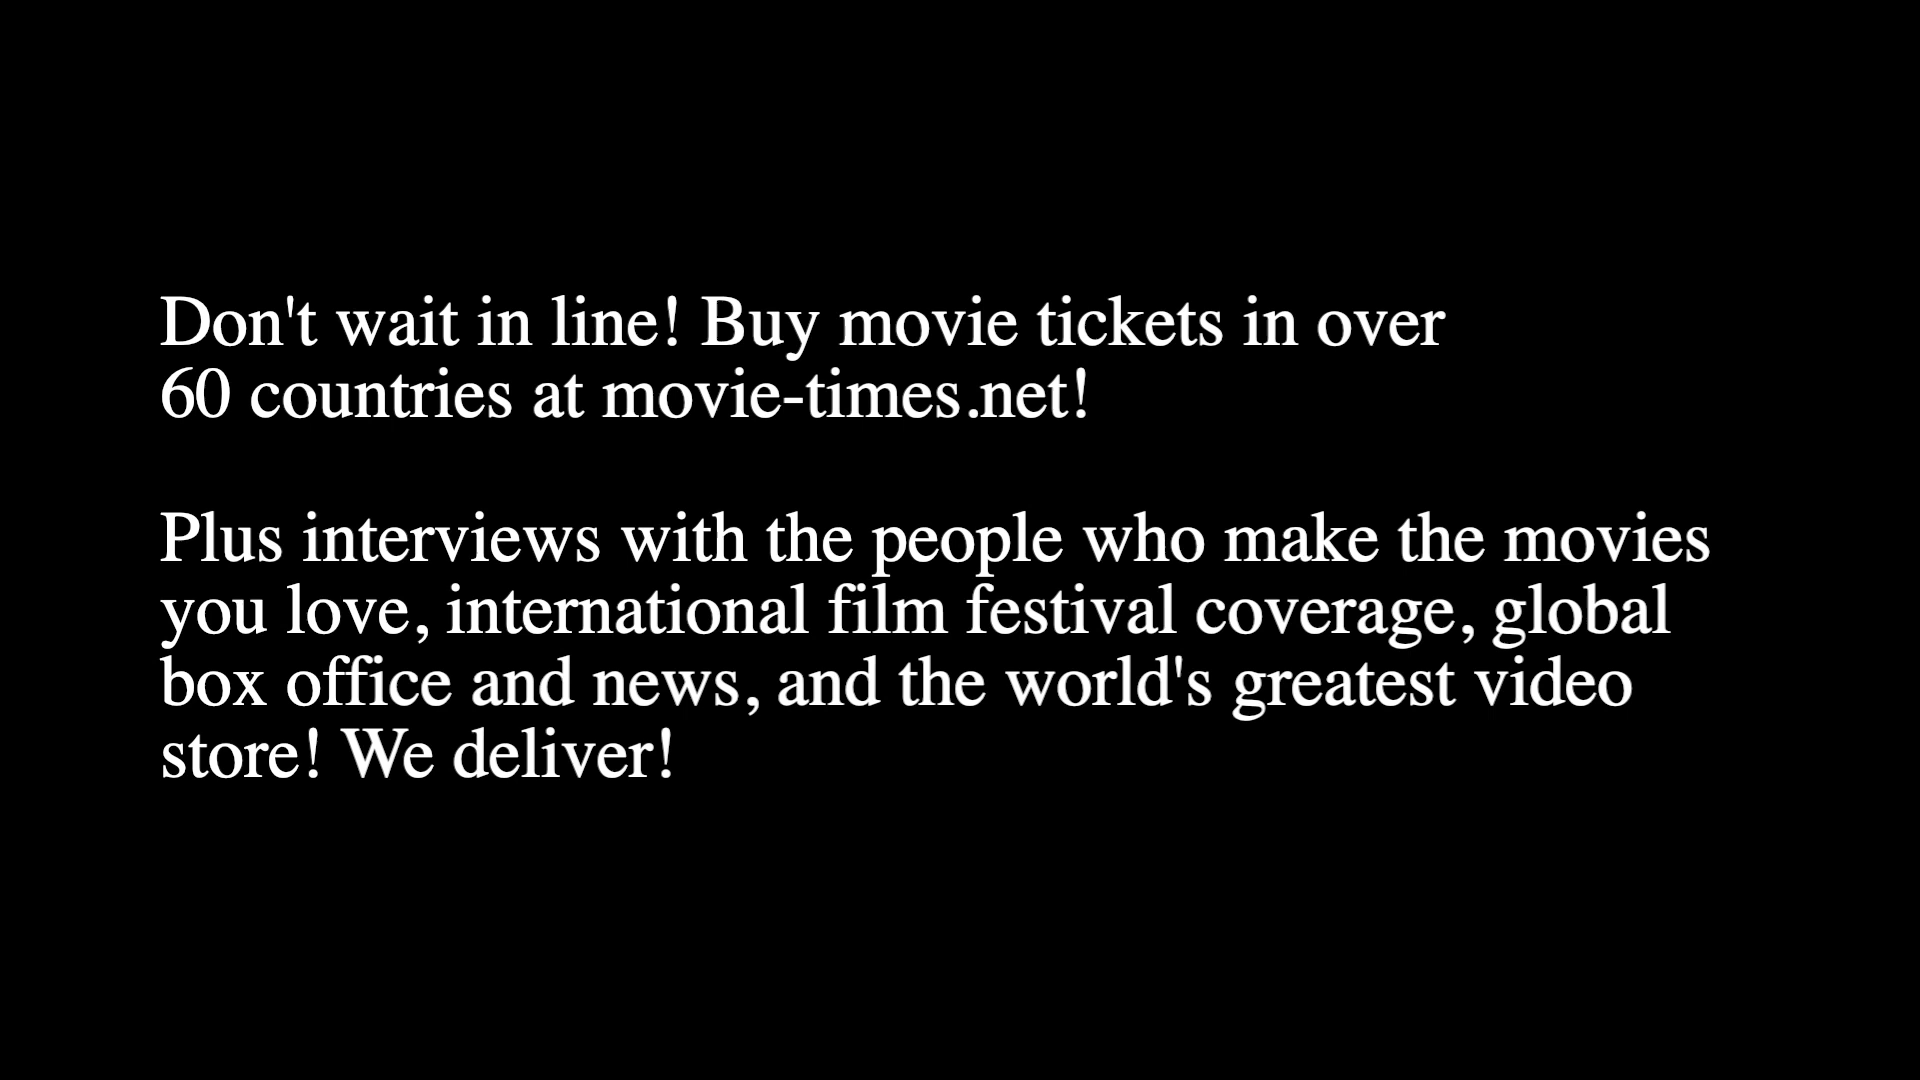 Don't wait in line! Buy movie tickets in over
60 countries at movie-times.net!
Plus interviews with the people who make the movies
you love, international film festival coverage, global
box office and news, and the world's greatest video
store! We deliver!